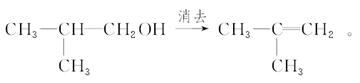 CH₃—CH—CH₂OH 消去→ CH₃—C═CH₂ 。
CH₃ CH₃